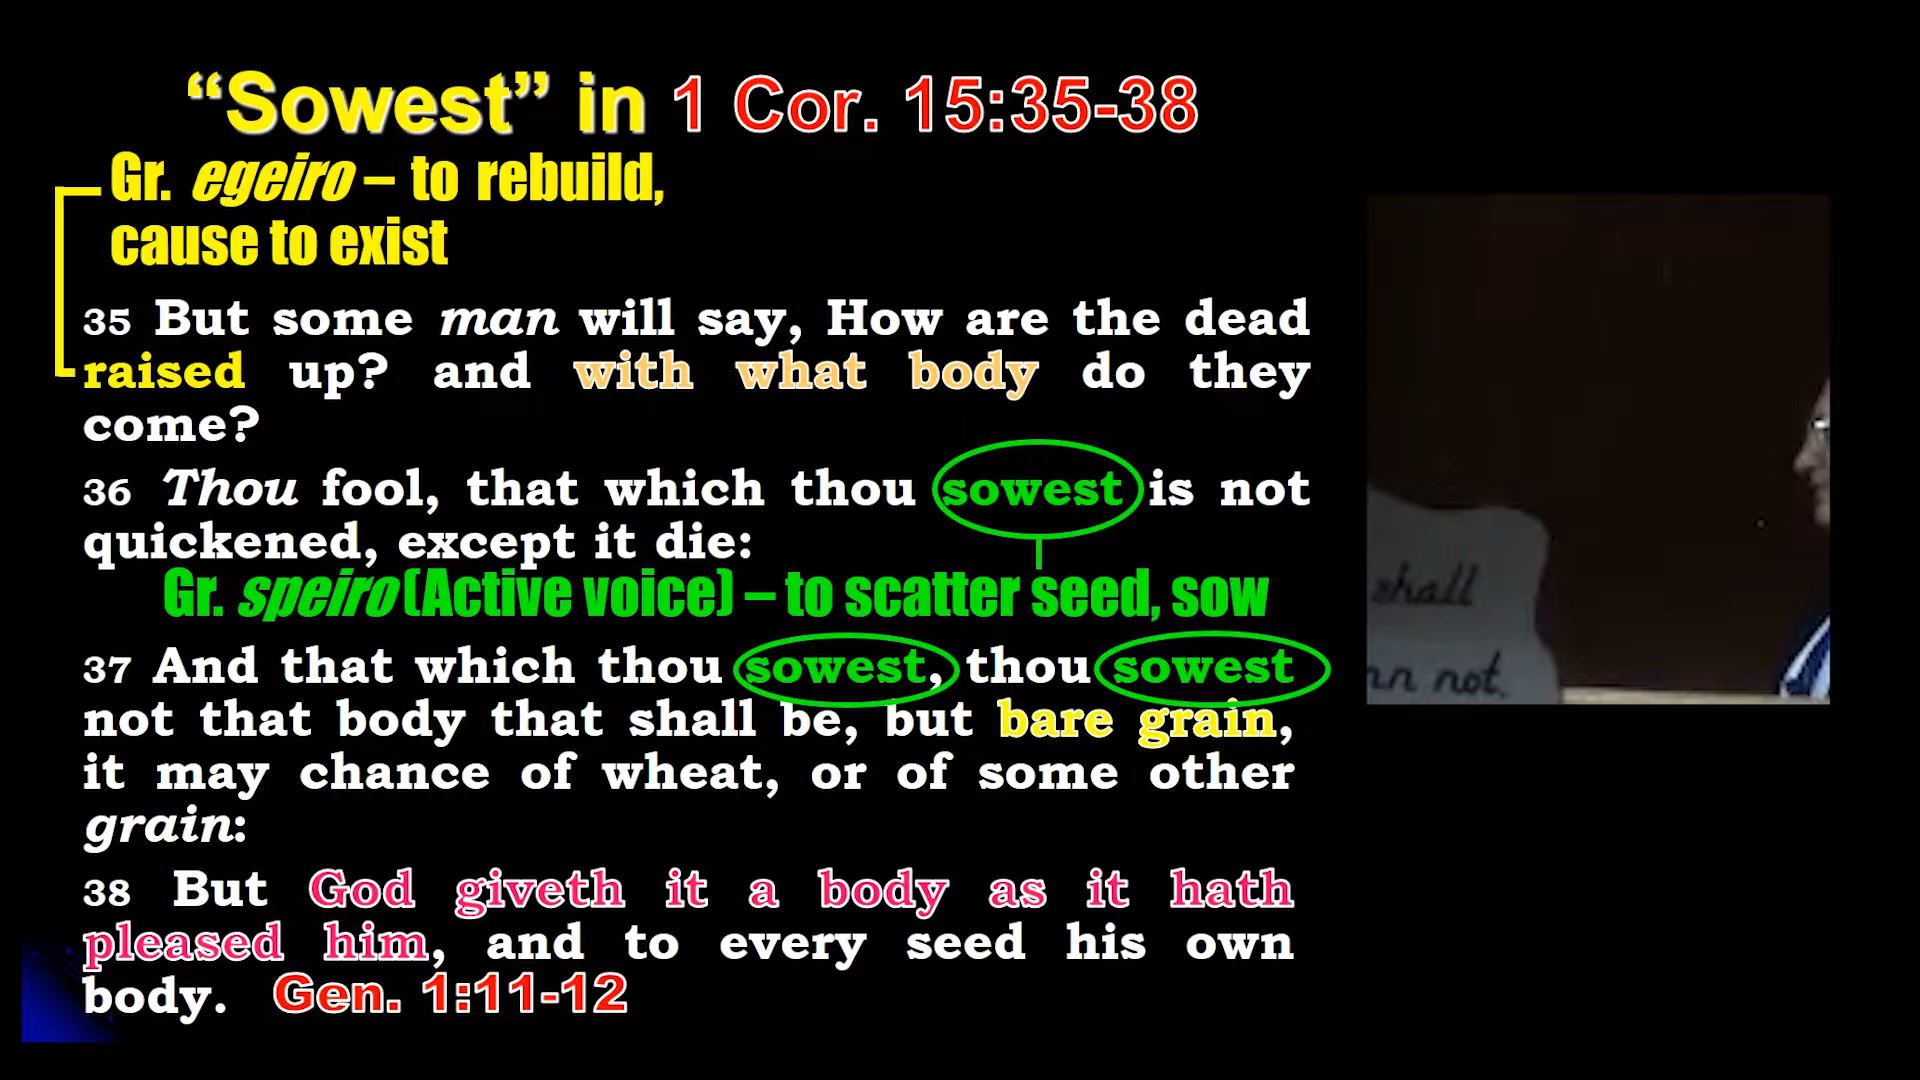 “Sowest” in 1 Cor. 15:35-38
Gr. egeiro – to rebuild,
cause to exist
35 But some man will say, How are the dead
raised up? and with what body do they
come?
36 Thou fool, that which thou sowest is not
quickened, except it die:
Gr. speiro (Active voice) – to scatter seed, sow
37 And that which thou sowest, thou sowest
not that body that shall be, but bare grain,
it may chance of wheat, or of some other
grain:
38 But God giveth it a body as it hath
pleased him, and to every seed his own
body. Gen. 1:11-12
shall
not.